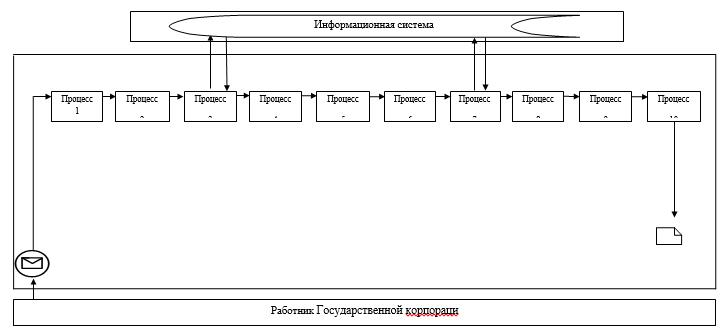 Информационная система
Процесс
1
Процесс
Процесс
Процесс
Процесс
Процесс
Процесс
Процесс
Процесс
Процесс
Работник Государственной корпораци